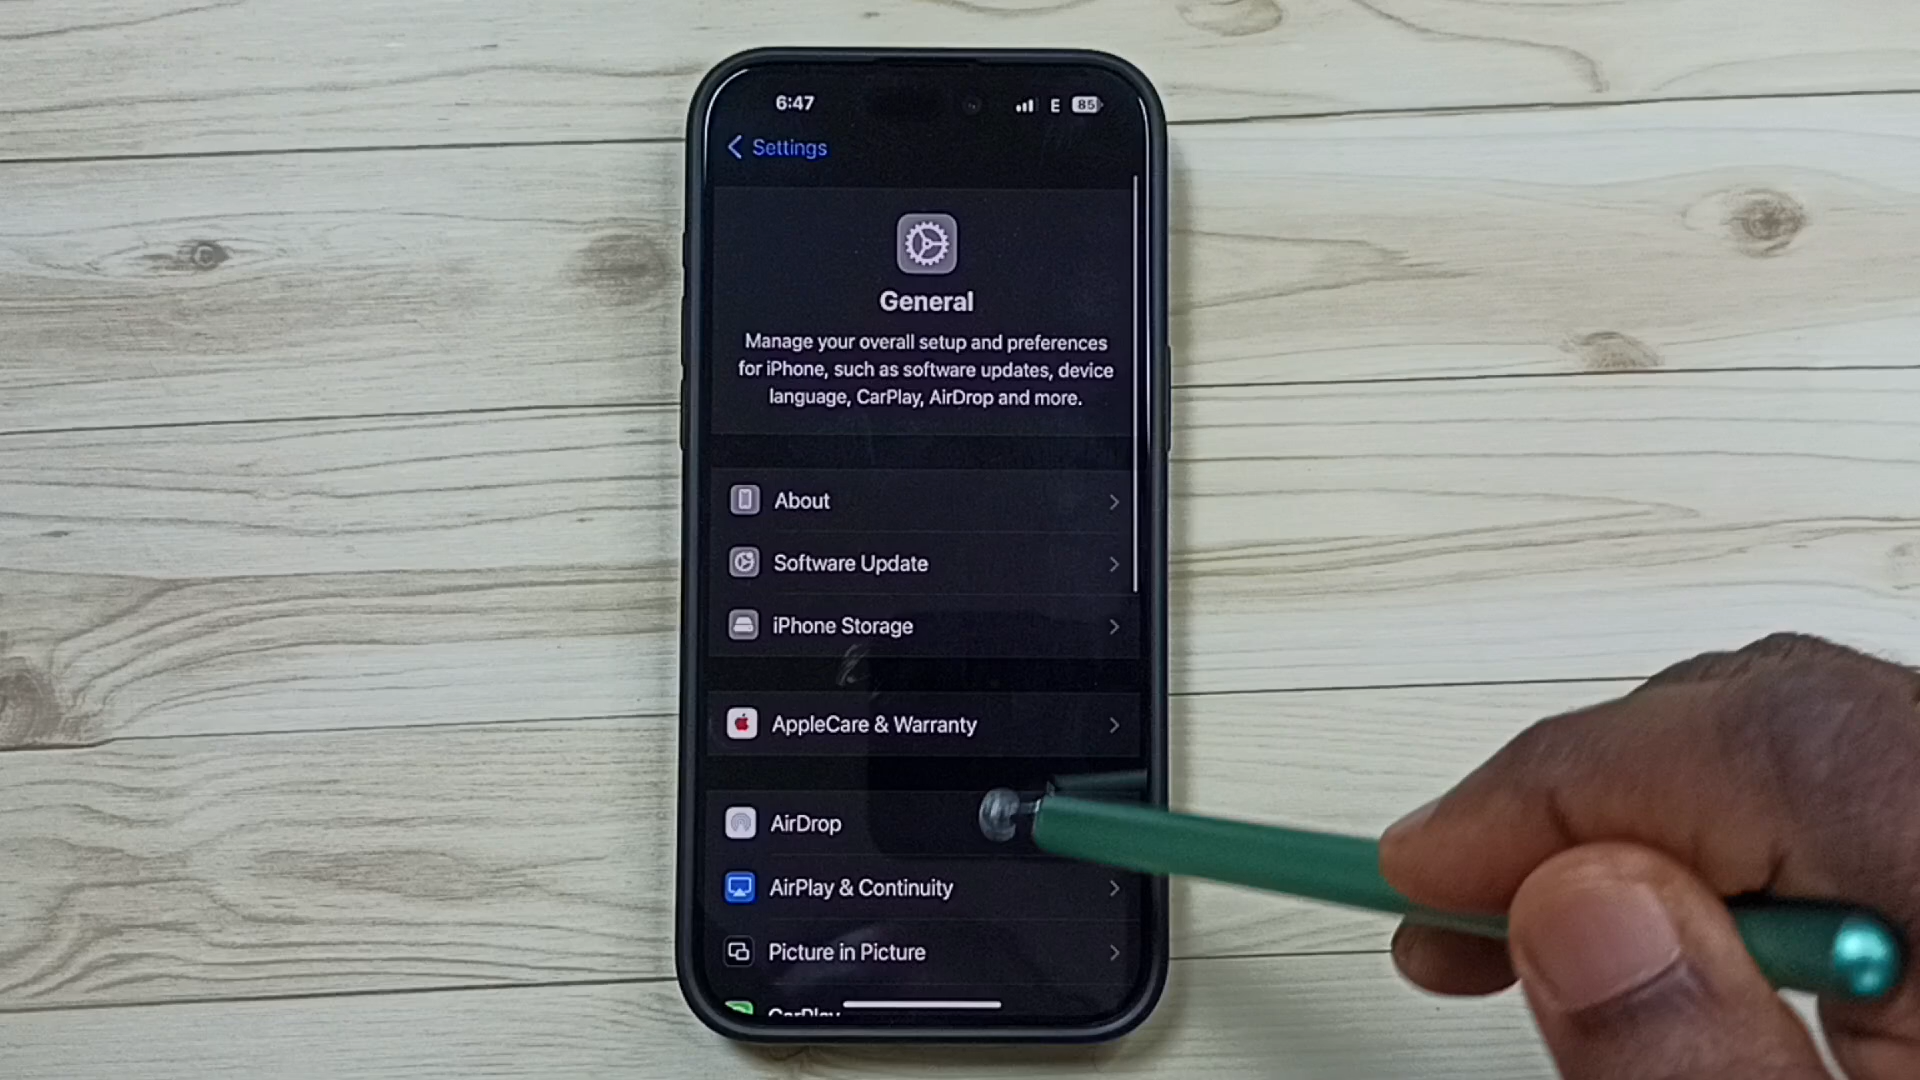 6:47
E 85
Settings
General
Manage your overall setup and preferences
for iPhone, such as software updates, device
language, CarPlay, AirDrop and more.
About
Software Update
iPhone Storage
AppleCare & Warranty
AirDrop
AirPlay & Continuity
Picture in Picture
CarPlay